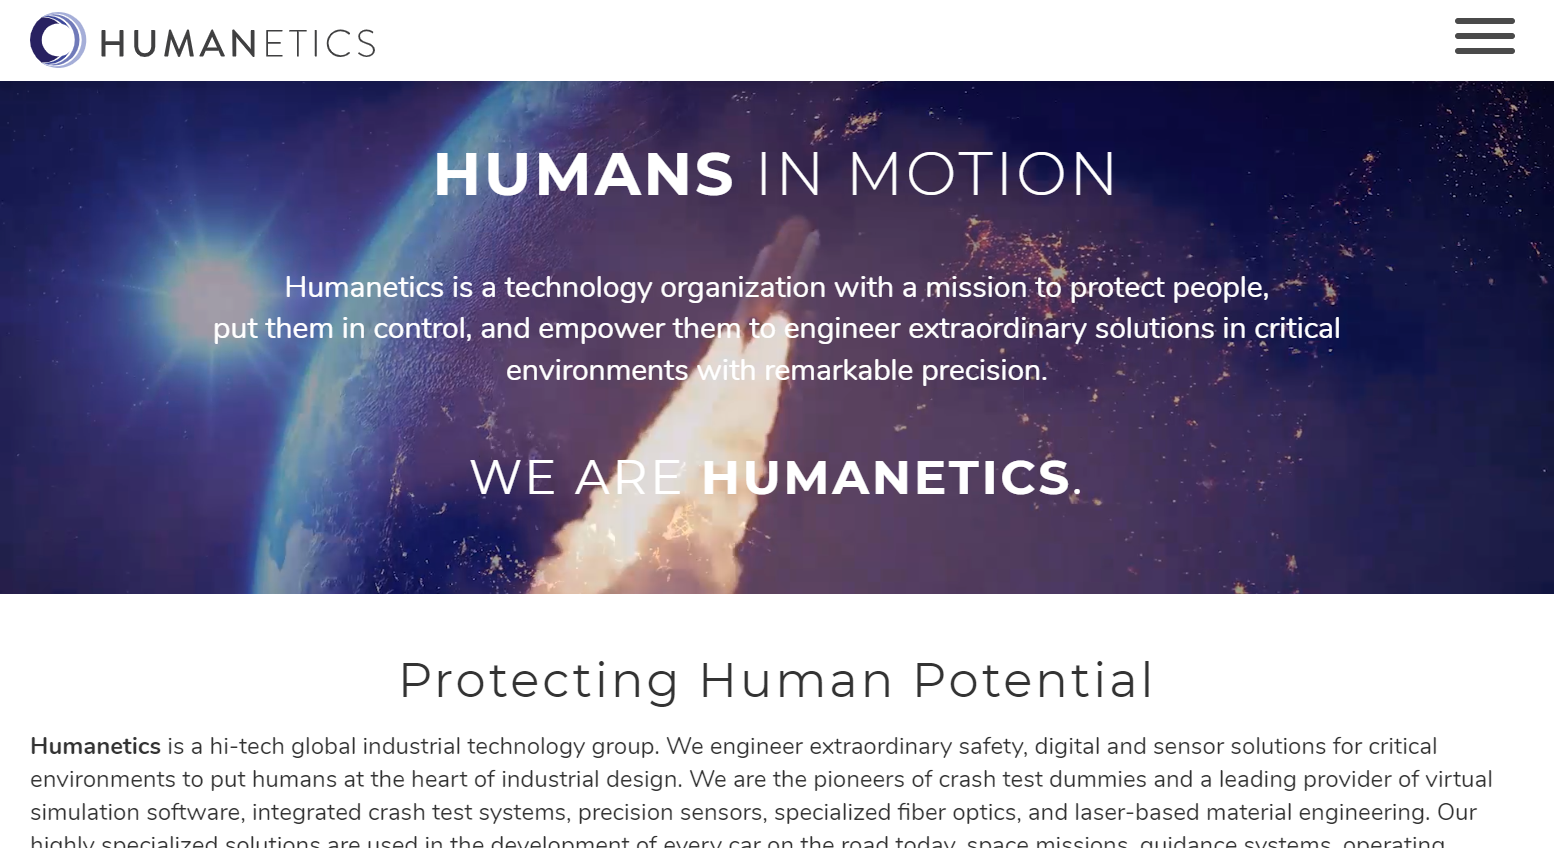 HUMANETICS
HUMANS IN MOTION
Humanetics is a technology organization with a mission to protect people,
put them in control, and empower them to engineer extraordinary solutions in critical
environments with remarkable precision.
WE ARE HUMANETICS.
Protecting Human Potential
Humanetics is a hi-tech global industrial technology group. We engineer extraordinary safety, digital and sensor solutions for critical
environments to put humans at the heart of industrial design. We are the pioneers of crash test dummies and a leading provider of virtual
simulation software, integrated crash test systems, precision sensors, specialized fiber optics, and laser-based material engineering. Our
highly specialized solutions are used in the development of every car on the road today, space missions, guidance systems, operating